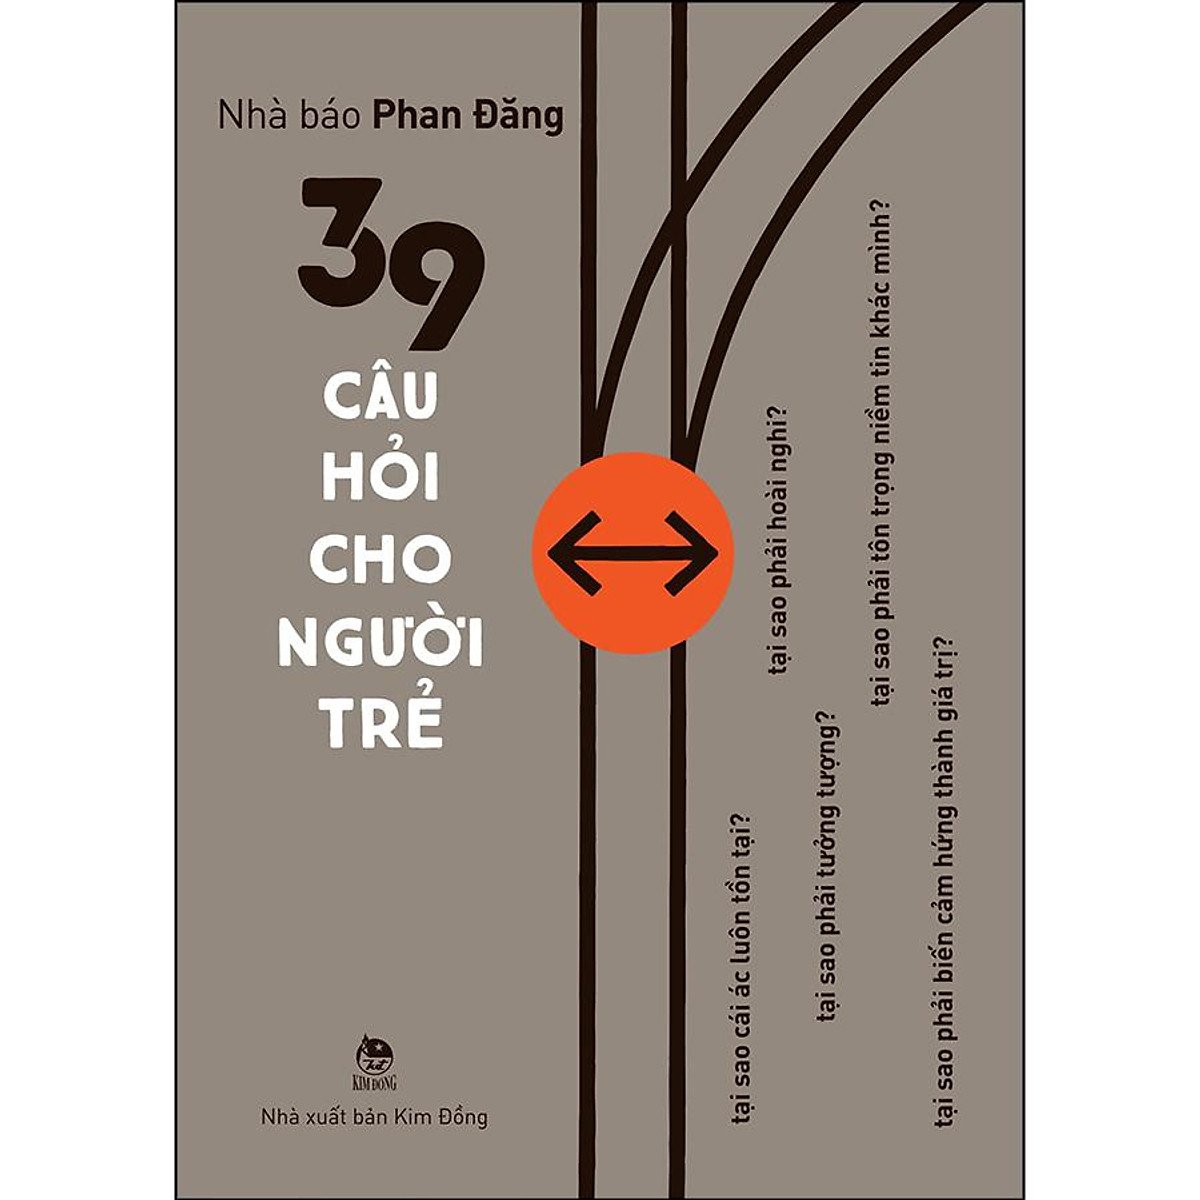 Nhà báo Phan Đăng
39
CÂU
HỎI
CHO
NGƯỜI
TRẺ
tại sao cái ác luôn tồn tại?
tại sao phải hoài nghi?
tại sao phải tưởng tượng?
tại sao phải tôn trọng niềm tin khác mình?
tại sao phải biến cảm hứng thành giá trị?
KIM ĐỒNG
Nhà xuất bản Kim Đồng